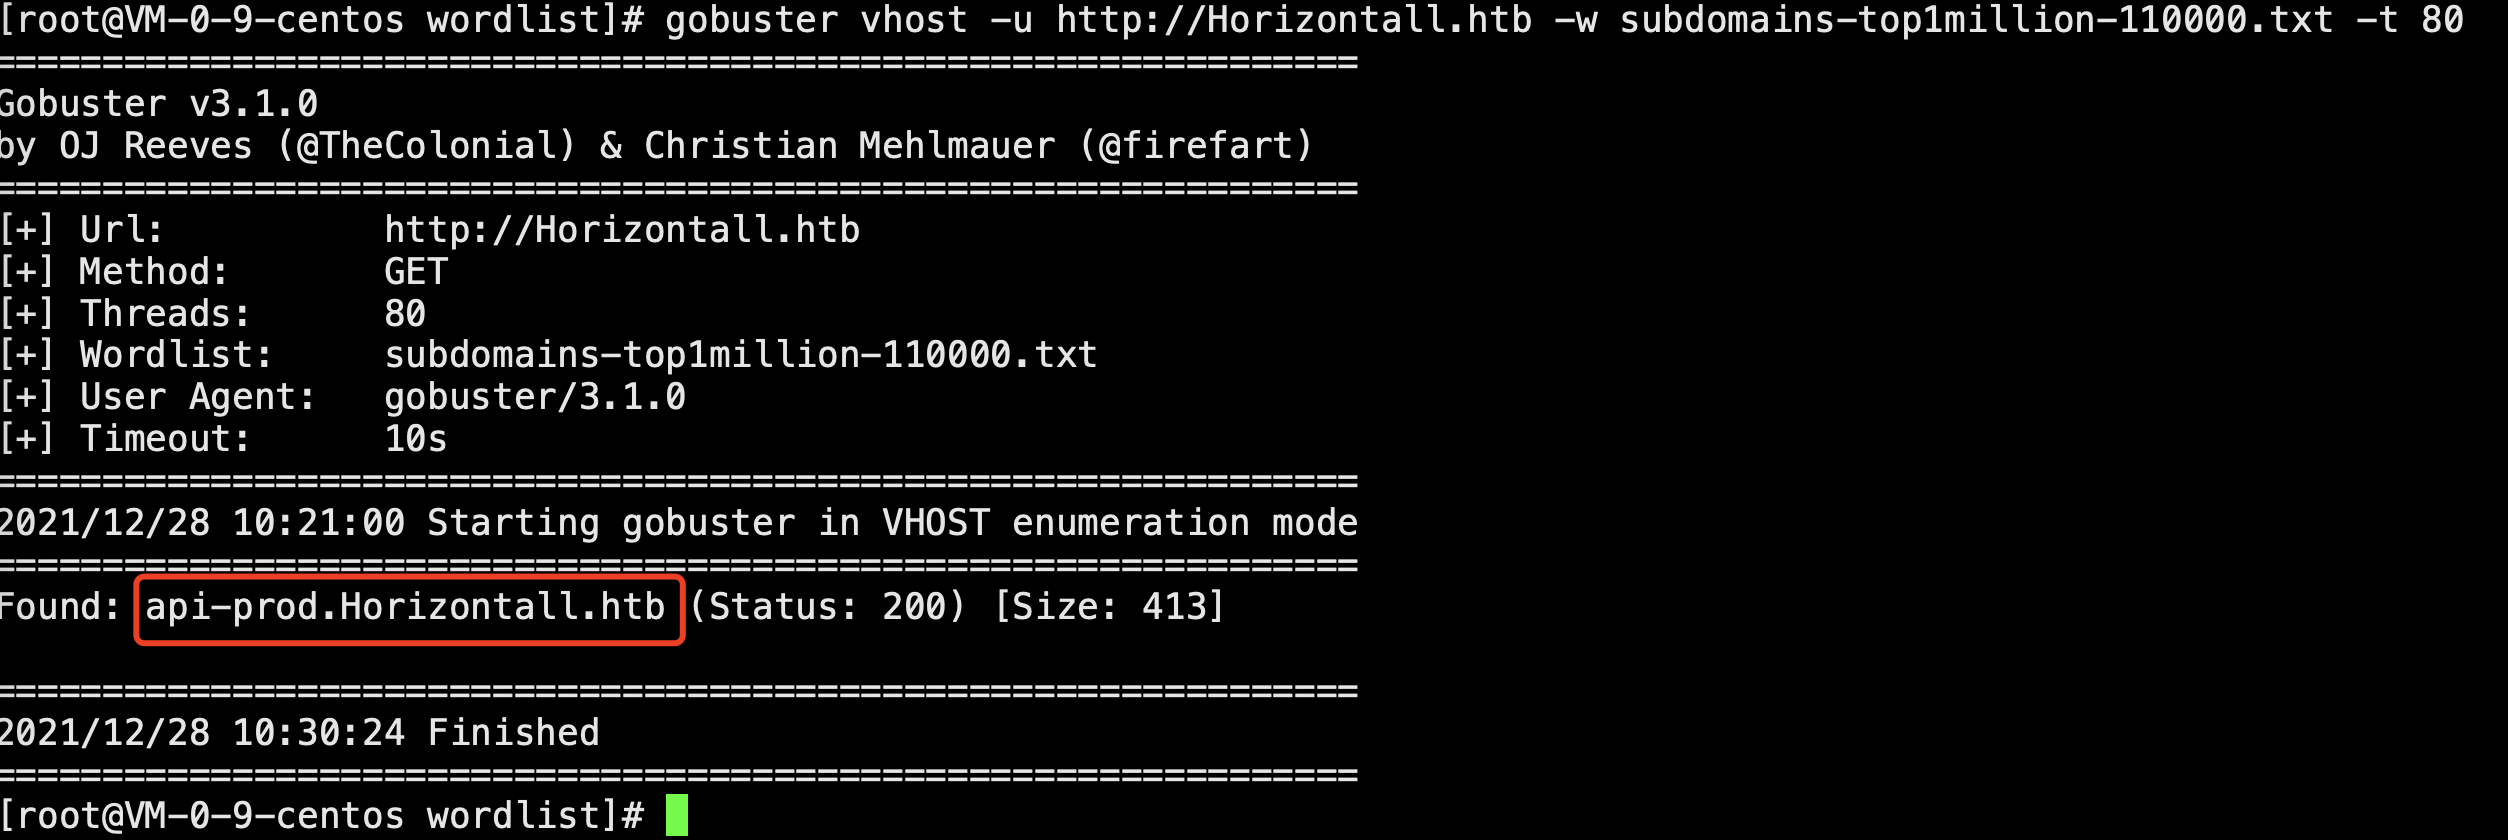 [root@VM-0-9-centos wordlist]# gobuster vhost -u http://Horizontall.htb -w subdomains-top1million-110000.txt -t 80
===============================================================
Gobuster v3.1.0
by OJ Reeves (@TheColonial) & Christian Mehlmauer (@firefart)
===============================================================
[+] Url:          http://Horizontall.htb
[+] Method:       GET
[+] Threads:      80
[+] Wordlist:     subdomains-top1million-110000.txt
[+] User Agent:   gobuster/3.1.0
[+] Timeout:      10s
===============================================================
2021/12/28 10:21:00 Starting gobuster in VHOST enumeration mode
===============================================================
Found: api-prod.Horizontall.htb (Status: 200) [Size: 413]
===============================================================
2021/12/28 10:30:24 Finished
===============================================================
[root@VM-0-9-centos wordlist]#